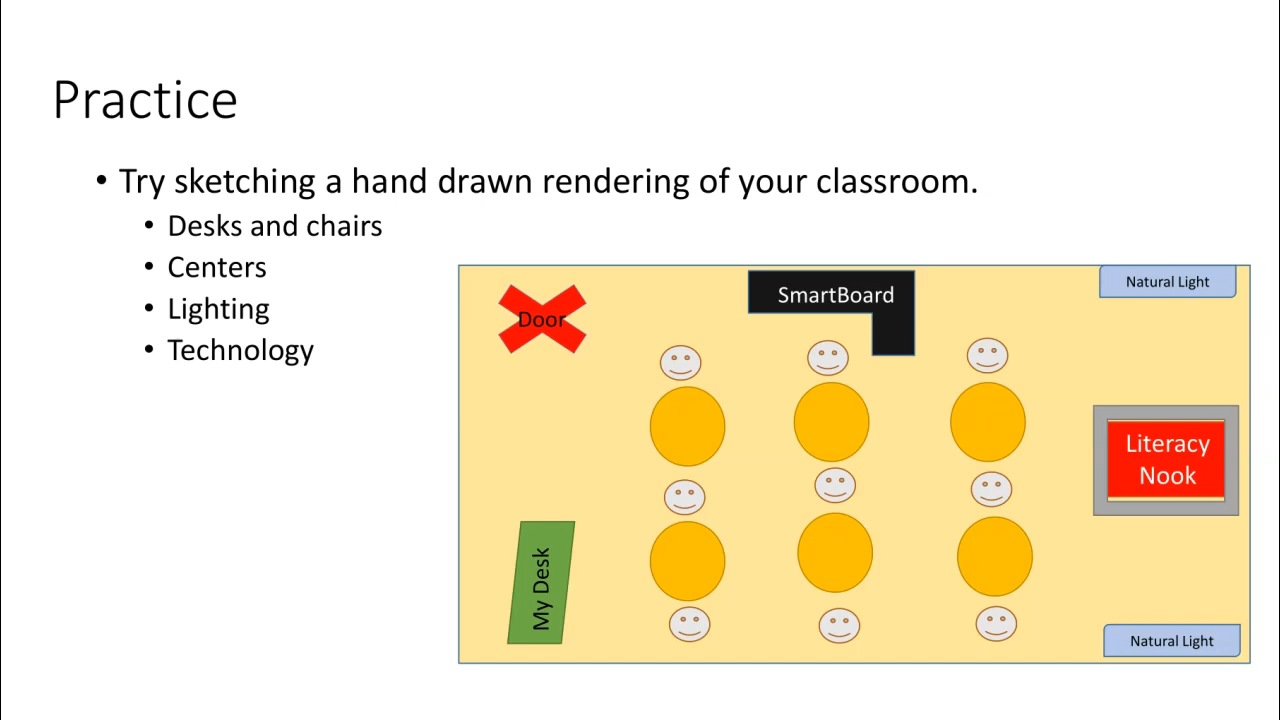 Practice
• Try sketching a hand drawn rendering of your classroom.
• Desks and chairs
• Centers
• Lighting
• Technology
Door
SmartBoard
Natural Light
Literacy
Nook
My Desk
Natural Light